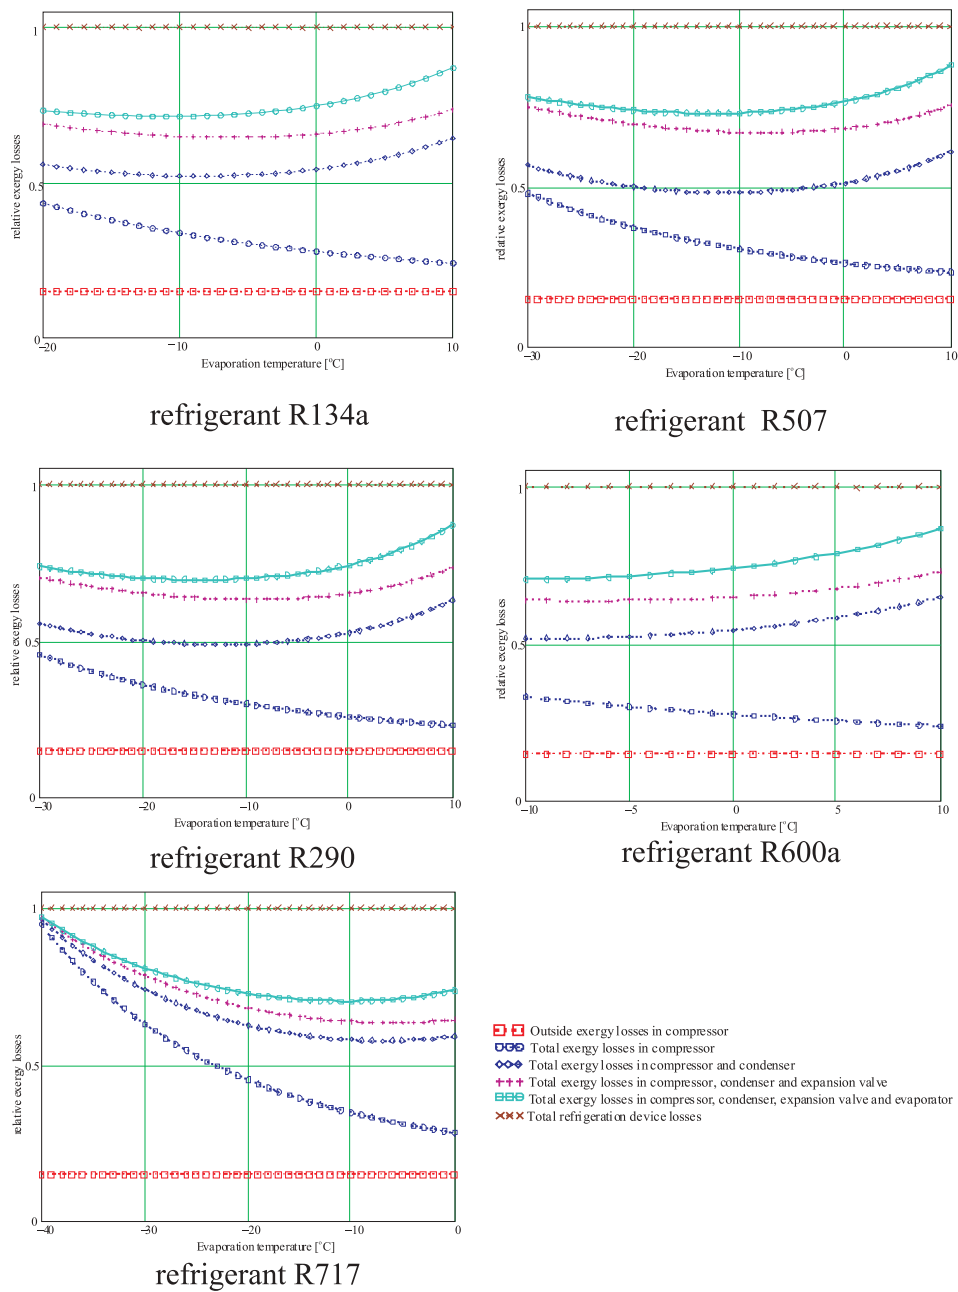 1
0.5
0
relative exergy losses
−20
−10
0
10
Evaporation temperature [°C]
refrigerant R134a
1
0.5
0
relative exergy losses
−30
−20
−10
0
10
Evaporation temperature [°C]
refrigerant R507
1
0.5
0
relative exergy losses
−30
−20
−10
0
10
Evaporation temperature [°C]
refrigerant R290
1
0.5
0
relative exergy losses
−10
−5
0
5
10
Evaporation temperature [°C]
refrigerant R600a
1
0.5
0
relative exergy losses
−40
−30
−20
−10
0
Evaporation temperature [°C]
refrigerant R717
Outside exergy losses in compressor
Total exergy losses in compressor
Total exergy losses in compressor and condenser
Total exergy losses in compressor, condenser and expansion valve
Total exergy losses in compressor, condenser, expansion valve and evaporator
Total refrigeration device losses